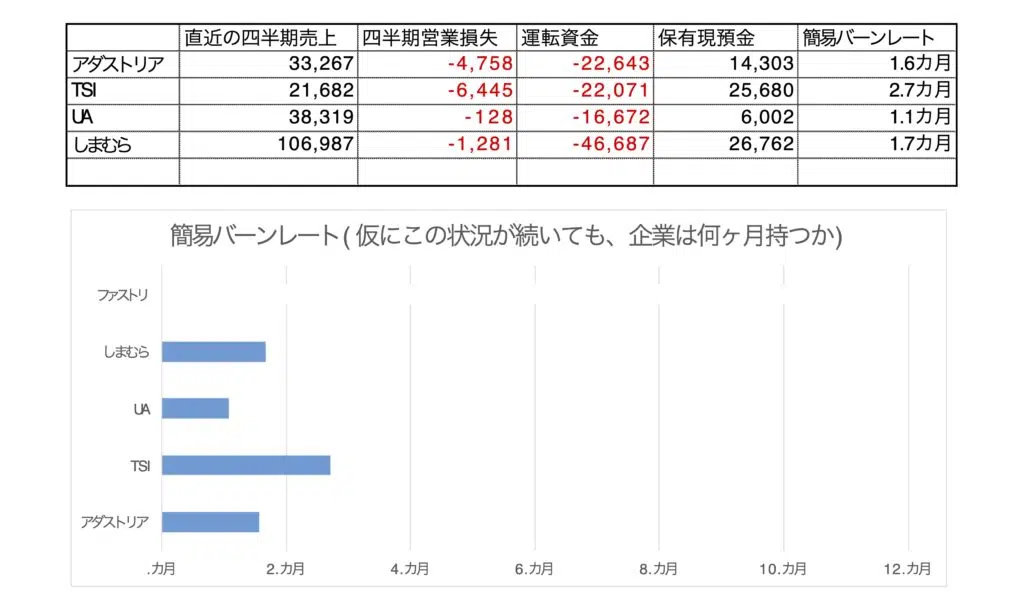 直近の四半期売上 四半期営業損失 運転資金 保有現預金 簡易バーンレート
アダストリア 33,267 -4,758 -22,643 14,303 1.6カ月
TSI 21,682 -6,445 -22,071 25,680 2.7カ月
UA 38,319 -128 -16,672 6,002 1.1カ月
しまむら 106,987 -1,281 -46,687 26,762 1.7カ月
簡易バーンレート( 仮にこの状況が続いても、企業は何ヶ月持つか)
ファストリ
しまむら
UA
TSI
アダストリア
.カ月 2.カ月 4.カ月 6.カ月 8.カ月 10.カ月 12.カ月